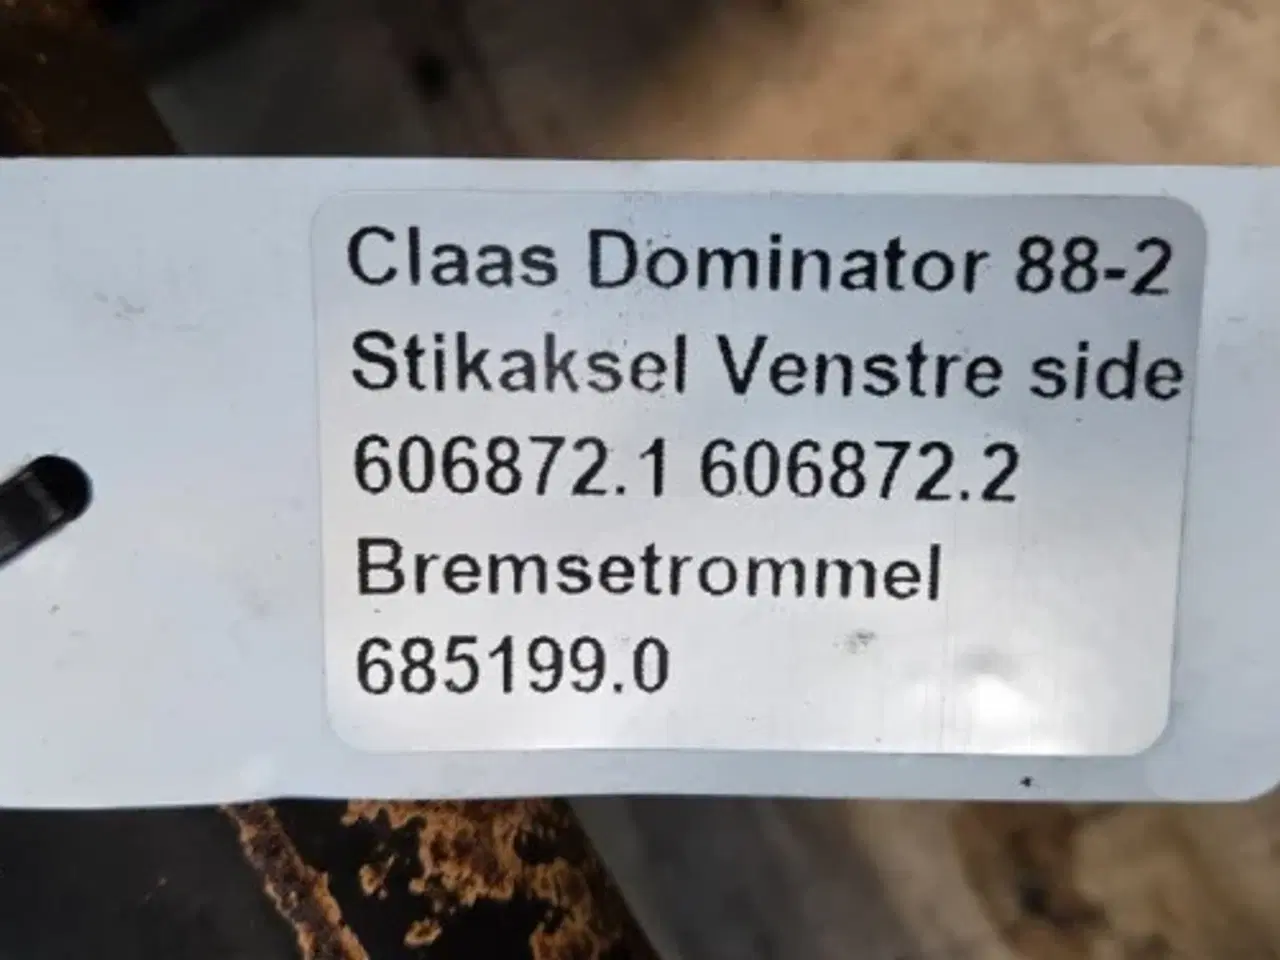 Claas Dominator 88-2
Stikaksel Venstre side
606872.1 606872.2
Bremsetrommel
685199.0